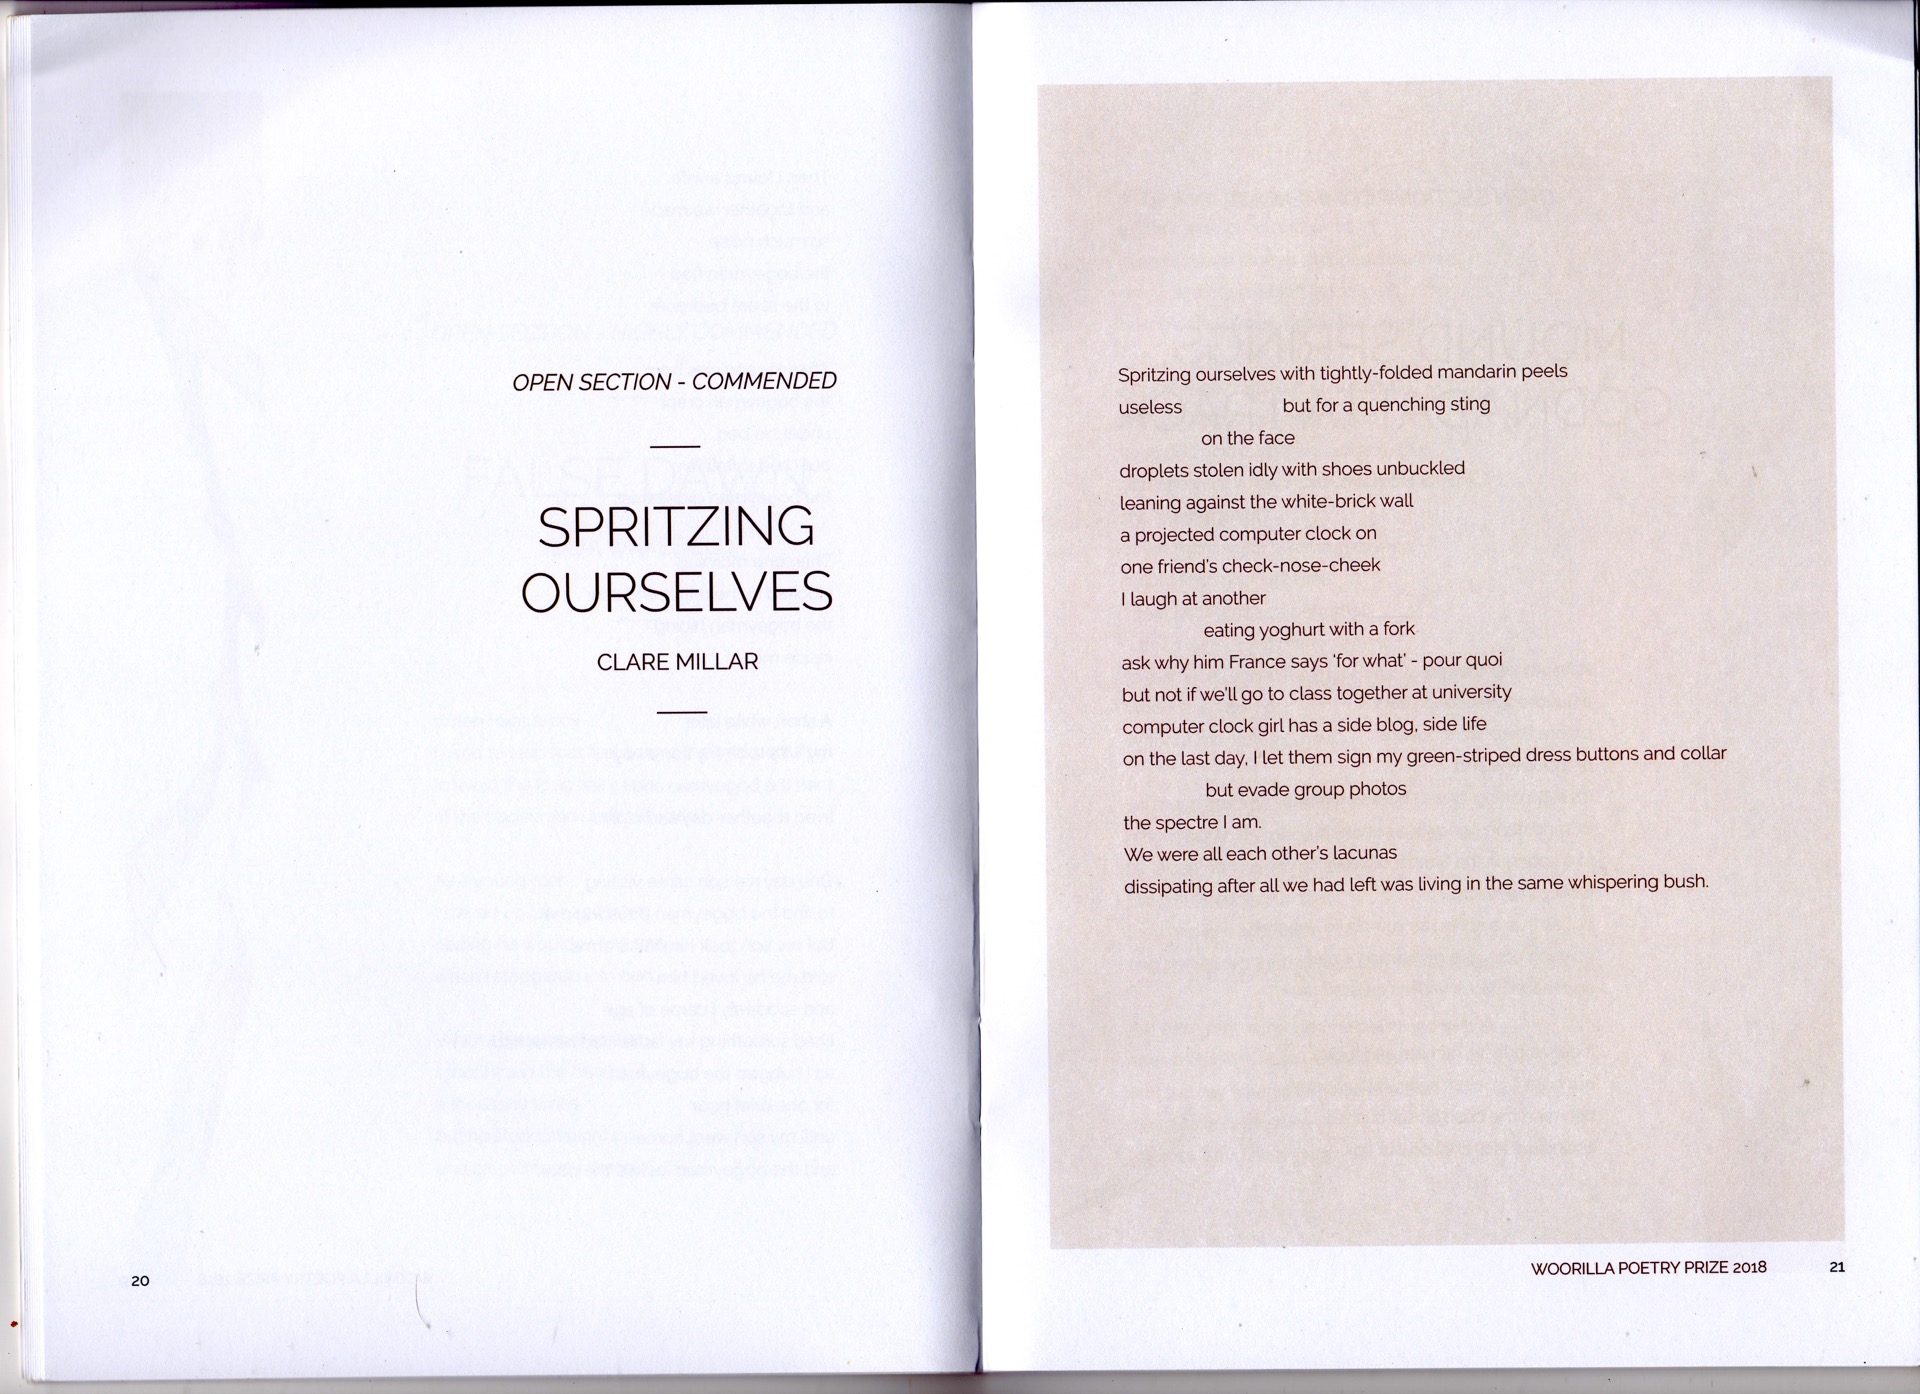 OPEN SECTION - COMMENDED
SPRITZING
OURSELVES
CLARE MILLAR
20
Spritzing ourselves with tightly-folded mandarin peels
useless but for a quenching sting
on the face
droplets stolen idly with shoes unbuckled
leaning against the white-brick wall
a projected computer clock on
one friend's check-nose-cheek
I laugh at another
eating yoghurt with a fork
ask why him France says 'for what' - pour quoi
but not if we'll go to class together at university
computer clock girl has a side blog, side life
on the last day, I let them sign my green-striped dress buttons and collar
but evade group photos
the spectre I am.
We were all each other's lacunas
dissipating after all we had left was living in the same whispering bush.
WOORILLA POETRY PRIZE 2018 21